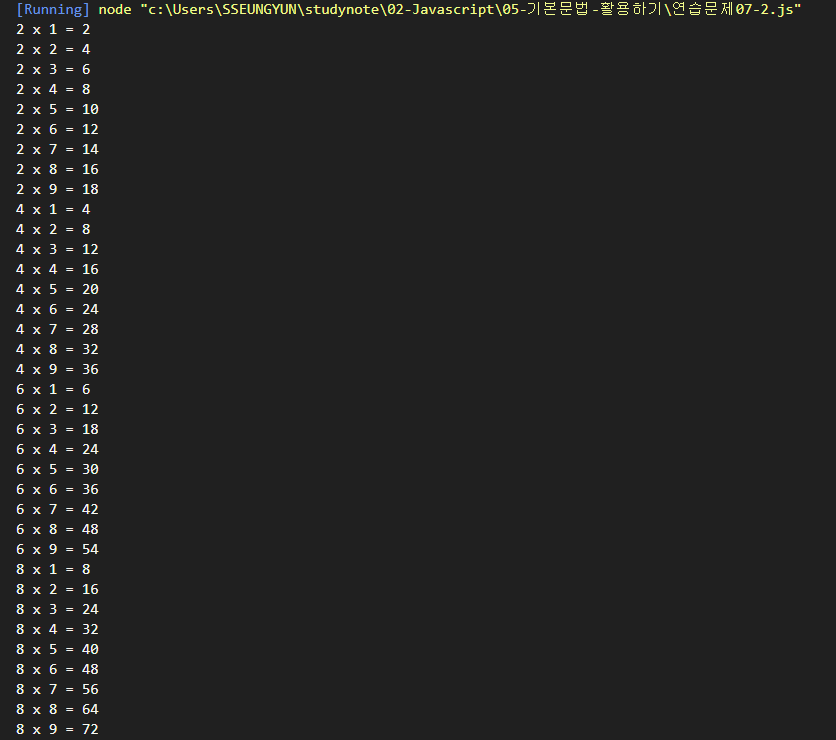 [Running] node "c:\Users\SSEUNGYUN\studynote\02-Javascript\05-기본문법-활용하기\연습문제07-2.js"
2 x 1 = 2
2 x 2 = 4
2 x 3 = 6
2 x 4 = 8
2 x 5 = 10
2 x 6 = 12
2 x 7 = 14
2 x 8 = 16
2 x 9 = 18
4 x 1 = 4
4 x 2 = 8
4 x 3 = 12
4 x 4 = 16
4 x 5 = 20
4 x 6 = 24
4 x 7 = 28
4 x 8 = 32
4 x 9 = 36
6 x 1 = 6
6 x 2 = 12
6 x 3 = 18
6 x 4 = 24
6 x 5 = 30
6 x 6 = 36
6 x 7 = 42
6 x 8 = 48
6 x 9 = 54
8 x 1 = 8
8 x 2 = 16
8 x 3 = 24
8 x 4 = 32
8 x 5 = 40
8 x 6 = 48
8 x 7 = 56
8 x 8 = 64
8 x 9 = 72